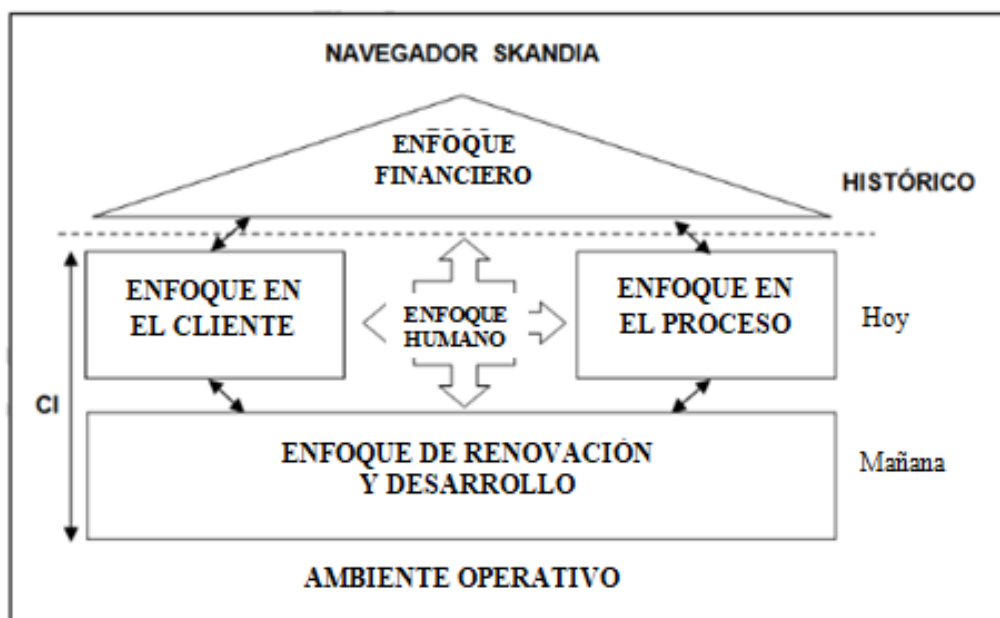 NAVEGADOR SKANDIA
ENFOQUE
FINANCIERO
HISTÓRICO
ENFOQUE EN
EL CLIENTE
ENFOQUE
HUMANO
ENFOQUE EN
EL PROCESO
Hoy
CI
ENFOQUE DE RENOVACIÓN
Y DESARROLLO
Mañana
AMBIENTE OPERATIVO